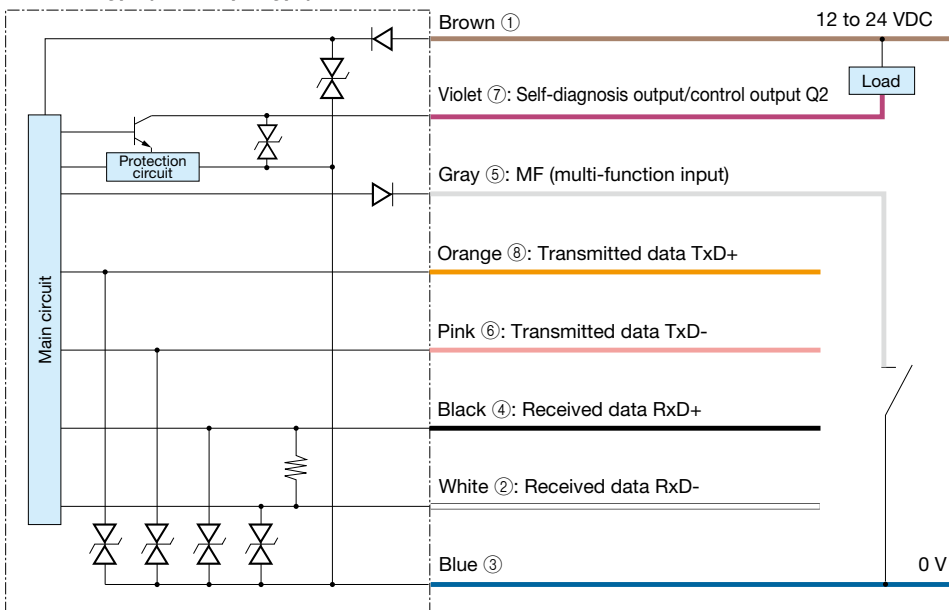 Brown ①
12 to 24 VDC
Load
Violet ⑦: Self-diagnosis output/control output Q2
Protection
circuit
Gray ⑤: MF (multi-function input)
Orange ⑧: Transmitted data TxD+
Main circuit
Pink ⑥: Transmitted data TxD-
Black ④: Received data RxD+
White ②: Received data RxD-
Blue ③
0 V